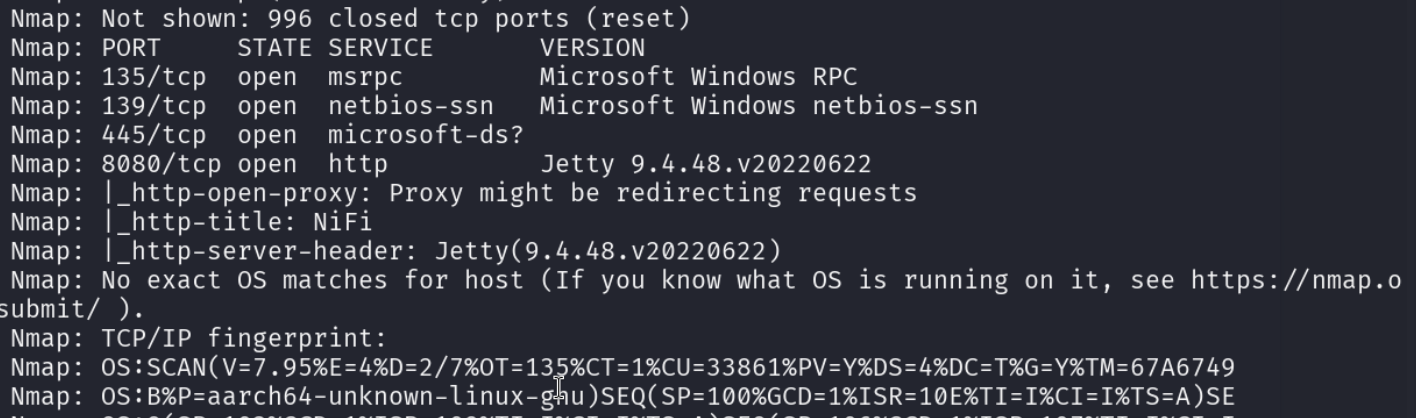 Nmap: Not shown: 996 closed tcp ports (reset)
Nmap: PORT     STATE SERVICE       VERSION
Nmap: 135/tcp  open  msrpc         Microsoft Windows RPC
Nmap: 139/tcp  open  netbios-ssn   Microsoft Windows netbios-ssn
Nmap: 445/tcp  open  microsoft-ds?
Nmap: 8080/tcp open  http          Jetty 9.4.48.v20220622
Nmap: |_http-open-proxy: Proxy might be redirecting requests
Nmap: |_http-title: NiFi
Nmap: |_http-server-header: Jetty(9.4.48.v20220622)
Nmap: No exact OS matches for host (If you know what OS is running on it, see https://nmap.o
submit/ ).
Nmap: TCP/IP fingerprint:
Nmap: OS:SCAN(V=7.95%E=4%D=2/7%OT=135%CT=1%CU=33861%PV=Y%DS=4%DC=T%G=Y%TM=67A6749
Nmap: OS:B%P=aarch64-unknown-linux-gnu)SEQ(SP=100%GCD=1%ISR=10E%TI=I%CI=I%TS=A)SE